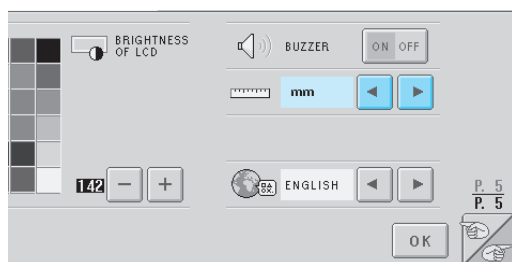 BRIGHTNESS
OF LCD
BUZZER
ON OFF
mm
142
− +
ENGLISH
P. 5
P. 5
OK